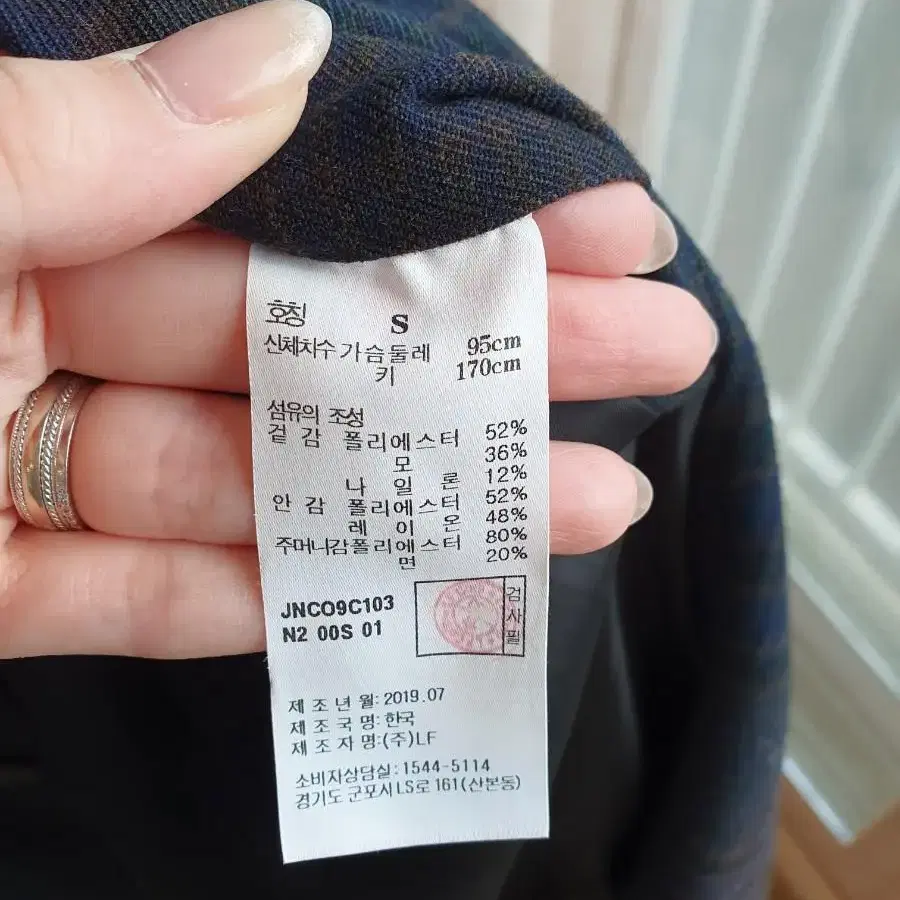 호칭 S
신체치수 가슴둘레 95cm
키 170cm
섬유의 조성
겉감 폴리에스터 52%
모 36%
나일론 12%
안감 폴리에스터 52%
레이온 48%
주머니감폴리에스터 80%
면 20%
JNCO9C103
N2 00S 01
검사필
제조년월: 2019.07
제조국명: 한국
제조자명: (주)LF
소비자상담실: 1544-5114
경기도 군포시 LS로 161(산본동)